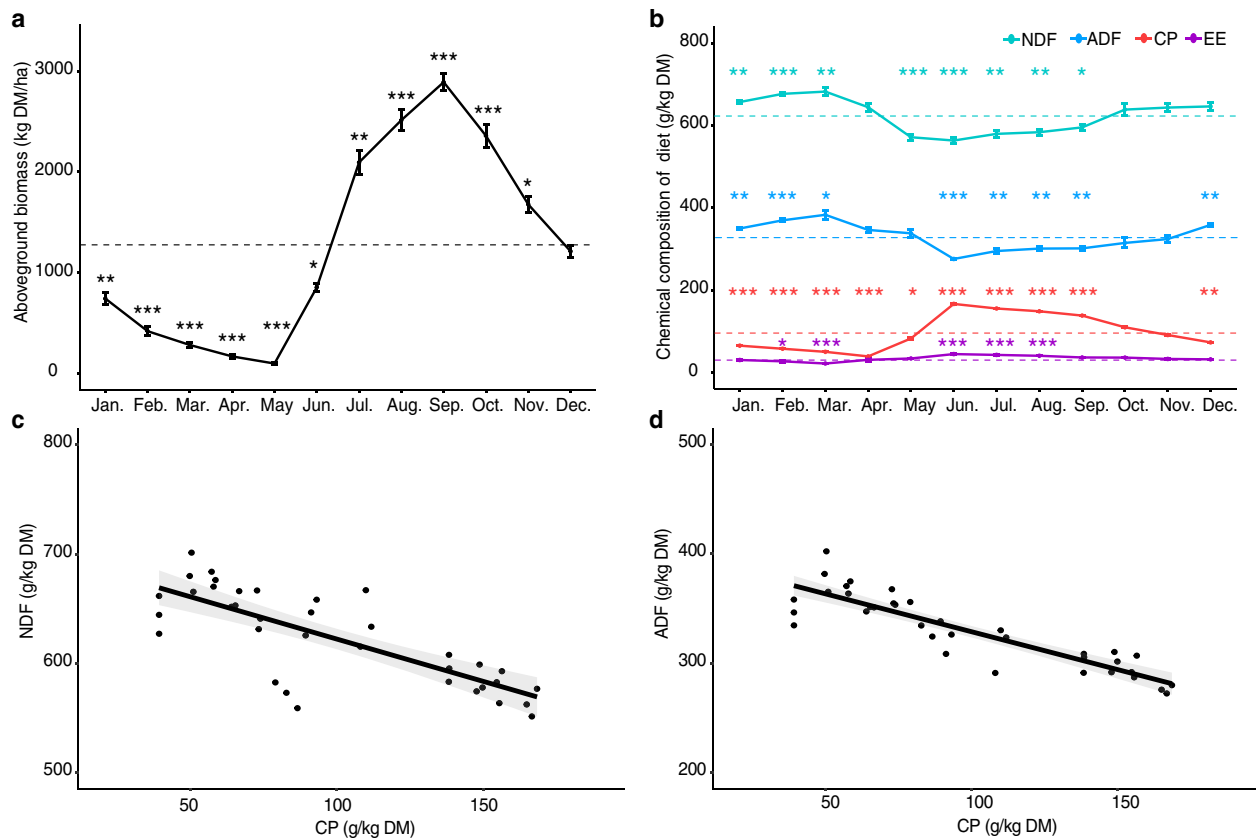 a
Aboveground biomass (kg DM/ha)
3000
2000
1000
0
** *** *** *** *** * ** *** *** *** *
Jan. Feb. Mar. Apr. May Jun. Jul. Aug. Sep. Oct. Nov. Dec.
b
Chemical composition of diet (g/kg DM)
NDF ADF CP EE
800
600
400
200
0
** *** ** *** *** ** ** *
** *** * *** ** ** ** **
*** *** *** *** * *** *** *** *** **
* *** *** *** ***
Jan. Feb. Mar. Apr. May Jun. Jul. Aug. Sep. Oct. Nov. Dec.
c
NDF (g/kg DM)
800
700
600
500
50 100 150
CP (g/kg DM)
d
ADF (g/kg DM)
500
400
300
200
50 100 150
CP (g/kg DM)